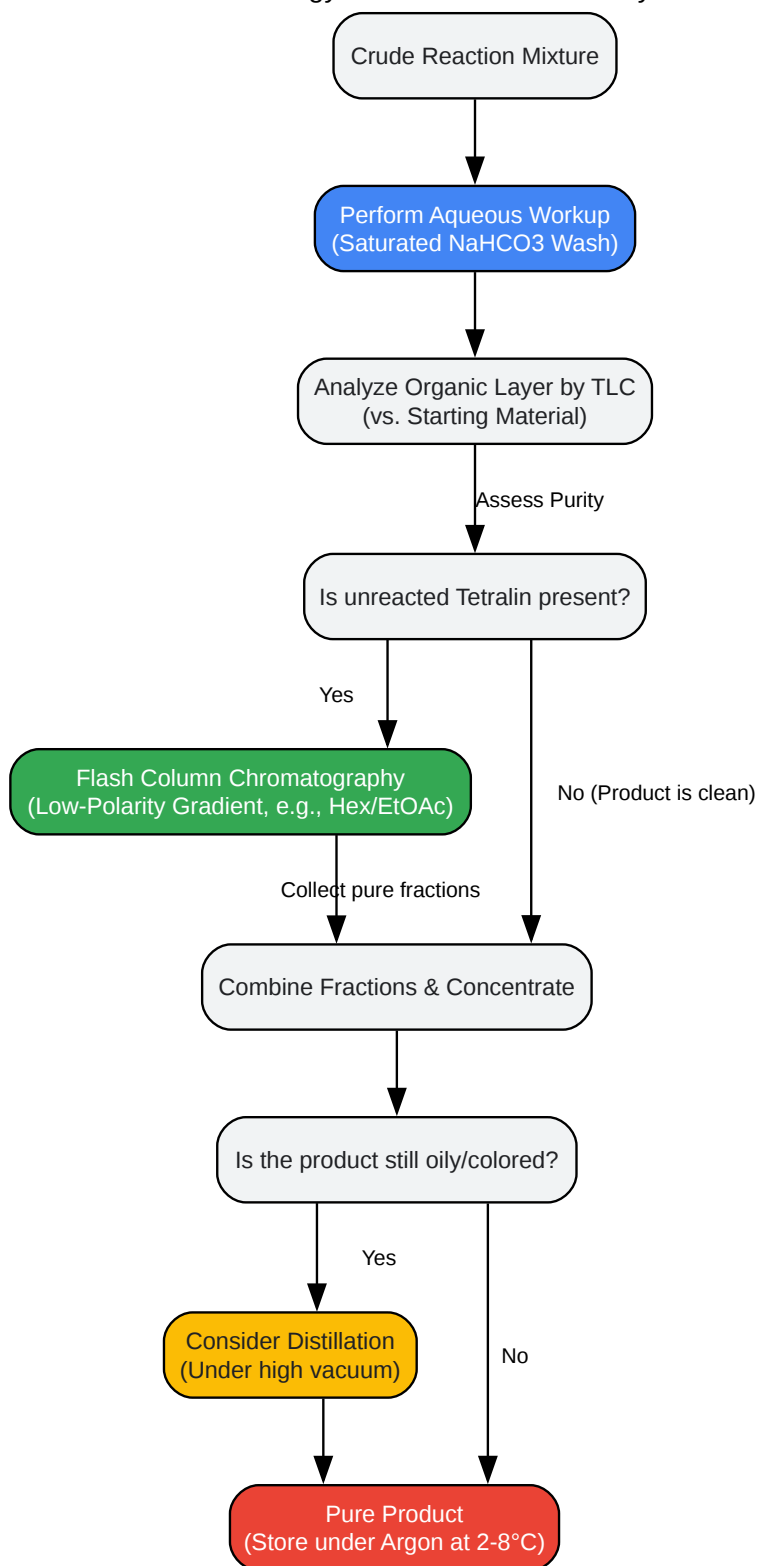 Crude Reaction Mixture
Perform Aqueous Workup
(Saturated NaHCO3 Wash)
Analyze Organic Layer by TLC
(vs. Starting Material)
Assess Purity
Is unreacted Tetralin present?
Yes
Flash Column Chromatography
(Low-Polarity Gradient, e.g., Hex/EtOAc)
No (Product is clean)
Collect pure fractions
Combine Fractions & Concentrate
Is the product still oily/colored?
Yes
Consider Distillation
(Under high vacuum)
No
Pure Product
(Store under Argon at 2-8°C)